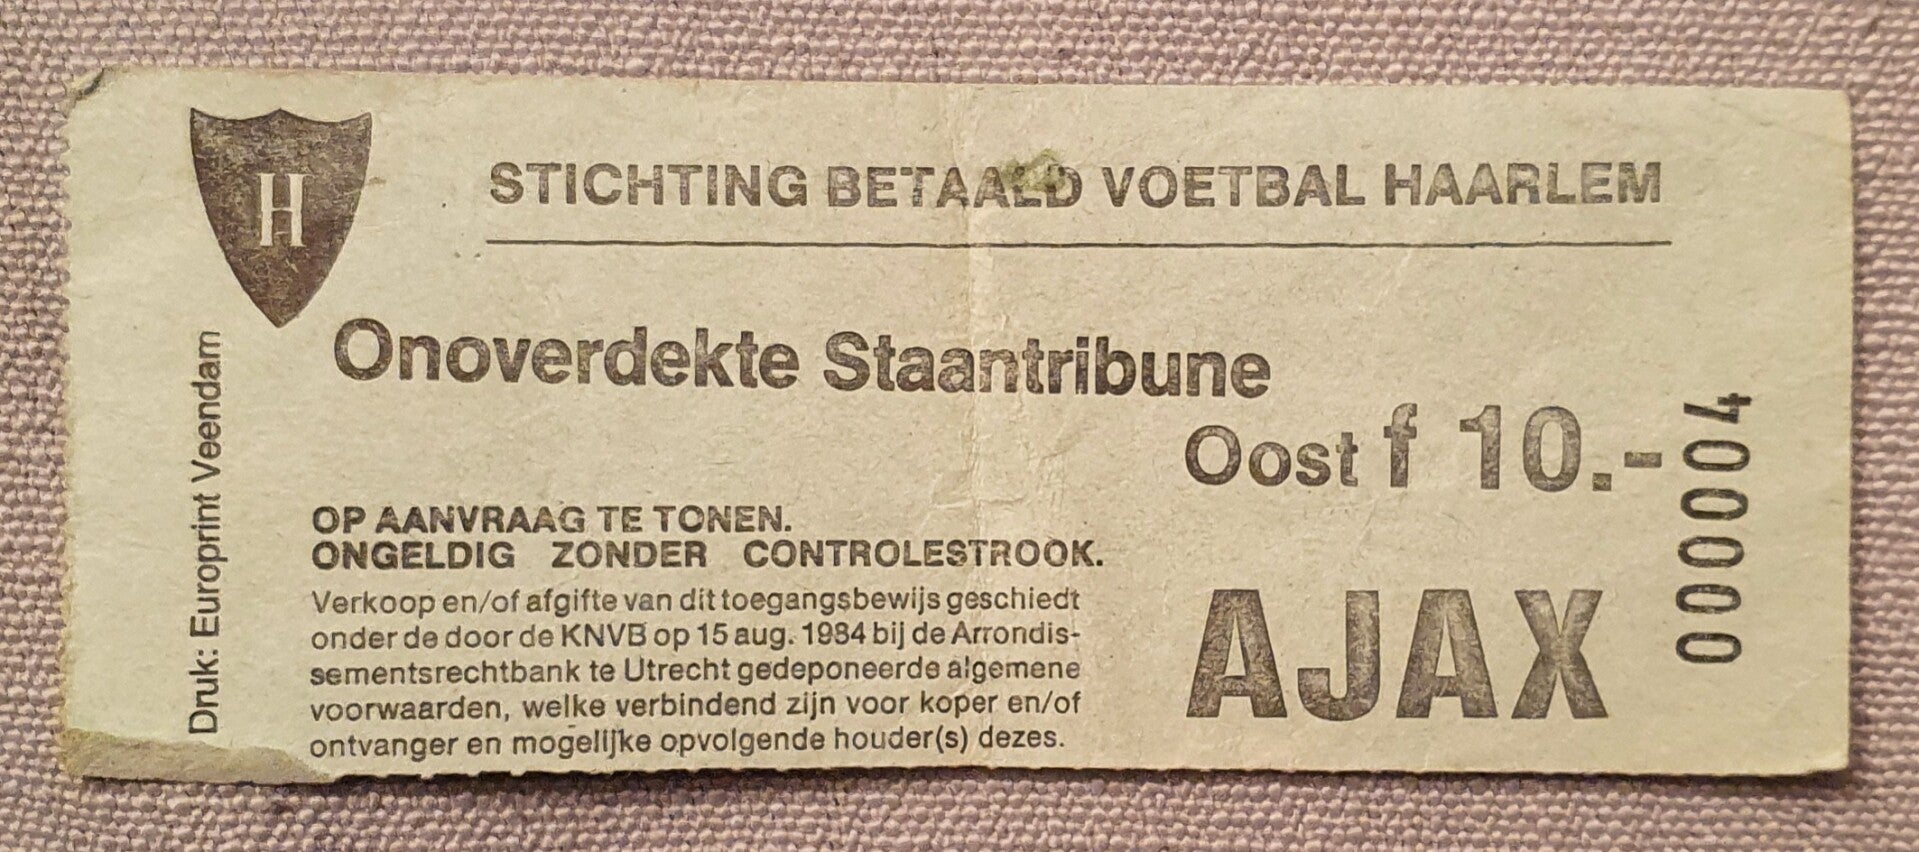 H
STICHTING BETAALD VOETBAL HAARLEM
Onoverdekte Staantribune
Oost f 10.-
OP AANVRAAG TE TONEN.
ONGELDIG ZONDER CONTROLESTROOK.
Verkoop en/of afgifte van dit toegangsbewijs geschiedt
onder de door de KNVB op 15 aug. 1984 bij de Arrondis-
sementsrechtbank te Utrecht gedeponeerde algemene
voorwaarden, welke verbindend zijn voor koper en/of
ontvanger en mogelijke opvolgende houder(s) dezes.
AJAX
000004
Druk: Europrint Veendam